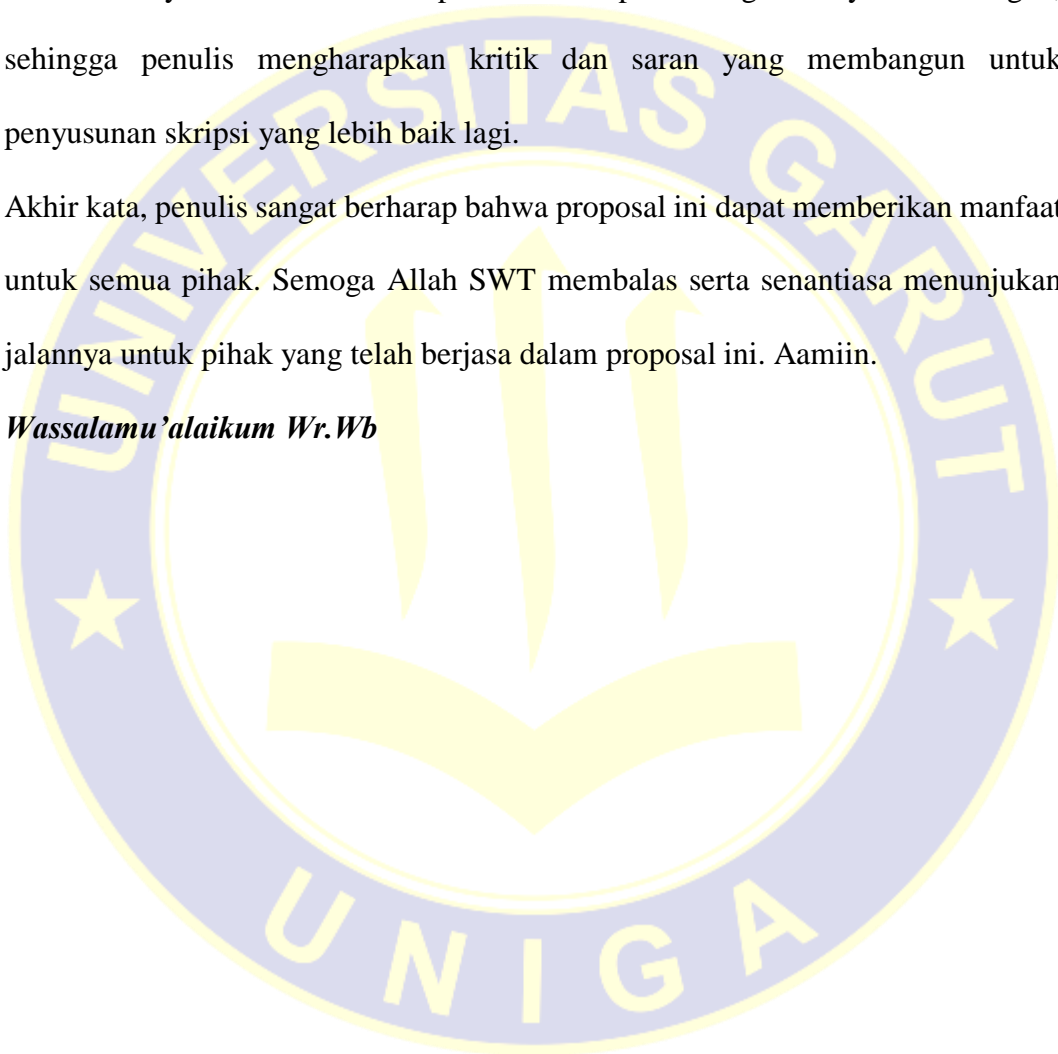 sehingga penulis mengharapkan kritik dan saran yang membangun untuk
penyusunan skripsi yang lebih baik lagi.
Akhir kata, penulis sangat berharap bahwa proposal ini dapat memberikan manfaat
untuk semua pihak. Semoga Allah SWT membalas serta senantiasa menunjukan
jalannya untuk pihak yang telah berjasa dalam proposal ini. Aamiin.
Wassalamu’alaikum Wr.Wb
UNIVERSITAS GARUT
UNIGA